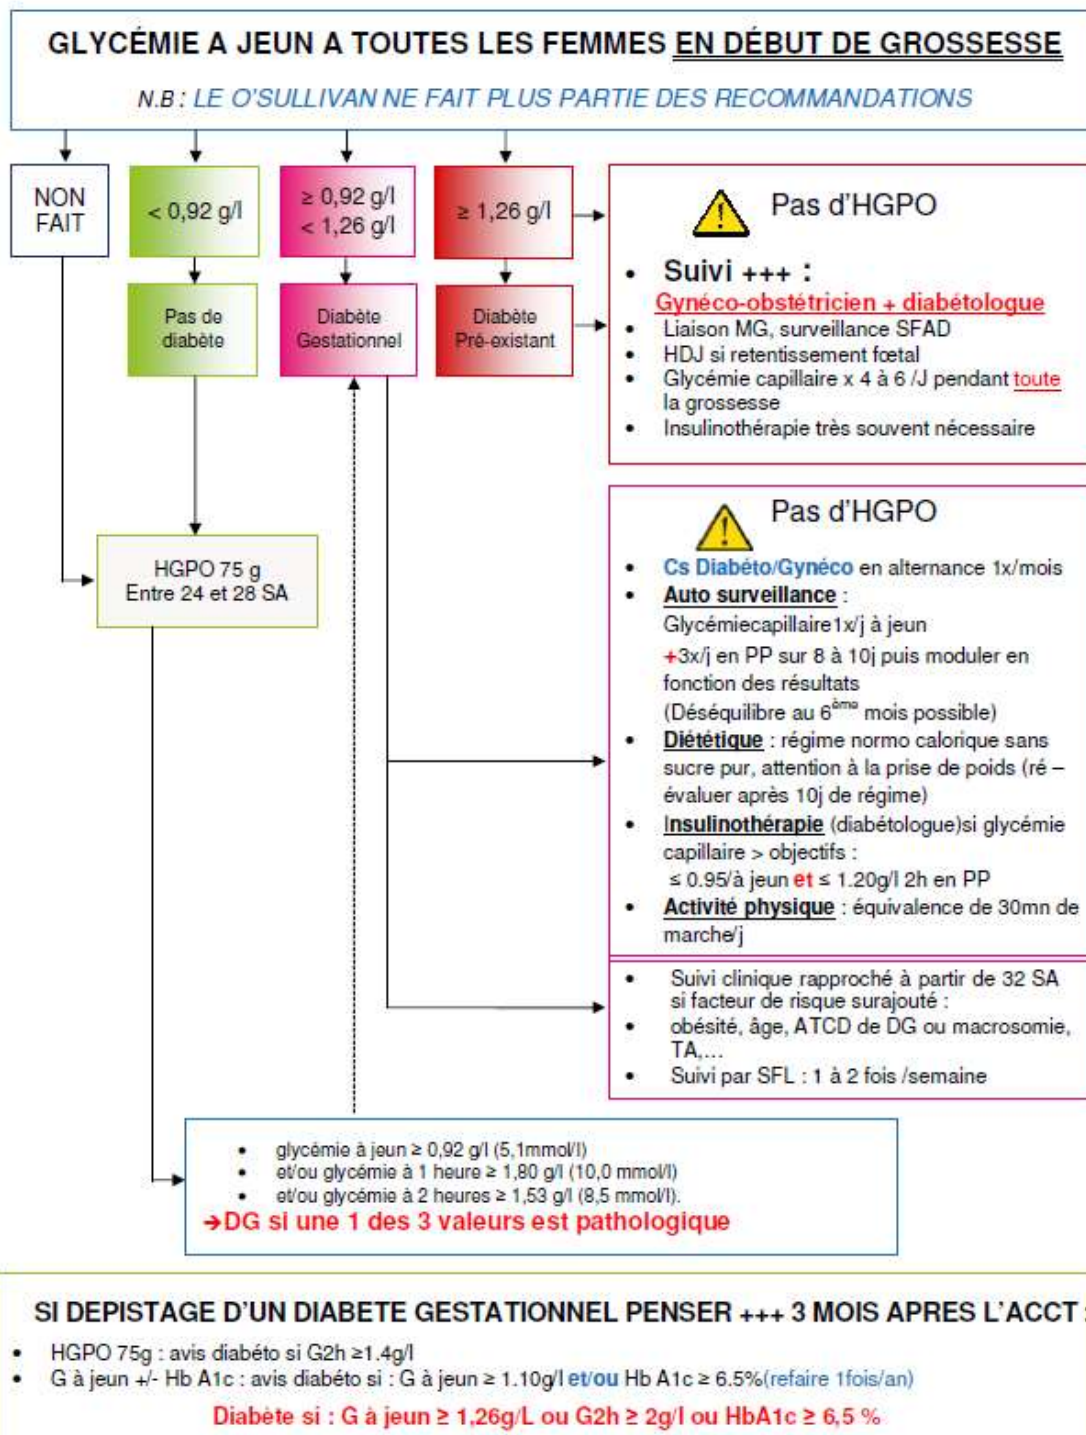 GLYCÉMIE A JEUN A TOUTES LES FEMMES EN DÉBUT DE GROSSESSE
N.B : LE O'SULLIVAN NE FAIT PLUS PARTIE DES RECOMMANDATIONS
NON
FAIT
< 0,92 g/l
≥ 0,92 g/l
< 1,26 g/l
≥ 1,26 g/l
Pas de
diabète
Diabète
Gestationnel
Diabète
Pré-existant
Pas d'HGPO
• Suivi +++ :
Gynéco-obstétricien + diabétologue
• Liaison MG, surveillance SFAD
• HDJ si retentissement fœtal
• Glycémie capillaire x 4 à 6 /J pendant toute
la grossesse
• Insulinothérapie très souvent nécessaire
HGPO 75 g
Entre 24 et 28 SA
Pas d'HGPO
• Cs Diabéto/Gynéco en alternance 1x/mois
• Auto surveillance :
Glycémiecapillaire1x/j à jeun
+3x/j en PP sur 8 à 10j puis moduler en
fonction des résultats
(Déséquilibre au 6ème mois possible)
• Diététique : régime normo calorique sans
sucre pur, attention à la prise de poids (ré –
évaluer après 10j de régime)
• Insulinothérapie (diabétologue)si glycémie
capillaire > objectifs :
≤ 0.95/à jeun et ≤ 1.20g/l 2h en PP
• Activité physique : équivalence de 30mn de
marche/j
• Suivi clinique rapproché à partir de 32 SA
si facteur de risque surajouté :
• obésité, âge, ATCD de DG ou macrosomie,
TA,...
• Suivi par SFL : 1 à 2 fois /semaine
• glycémie à jeun ≥ 0,92 g/l (5,1mmol/l)
• et/ou glycémie à 1 heure ≥ 1,80 g/l (10,0 mmol/l)
• et/ou glycémie à 2 heures ≥ 1,53 g/l (8,5 mmol/l).
→DG si une 1 des 3 valeurs est pathologique
SI DEPISTAGE D'UN DIABETE GESTATIONNEL PENSER +++ 3 MOIS APRES L'ACCT :
• HGPO 75g : avis diabéto si G2h ≥1.4g/l
• G à jeun +/- Hb A1c : avis diabéto si : G à jeun ≥ 1.10g/l et/ou Hb A1c ≥ 6.5%(refaire 1fois/an)
Diabète si : G à jeun ≥ 1,26g/L ou G2h ≥ 2g/l ou HbA1c ≥ 6,5 %